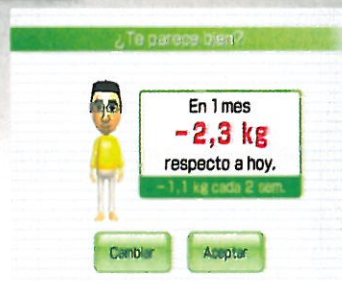 ¿Te parece bien?
En 1 mes
-2,3 kg
respecto a hoy.
-1,1 kg cada 2 sem.
Cambiar
Aceptar